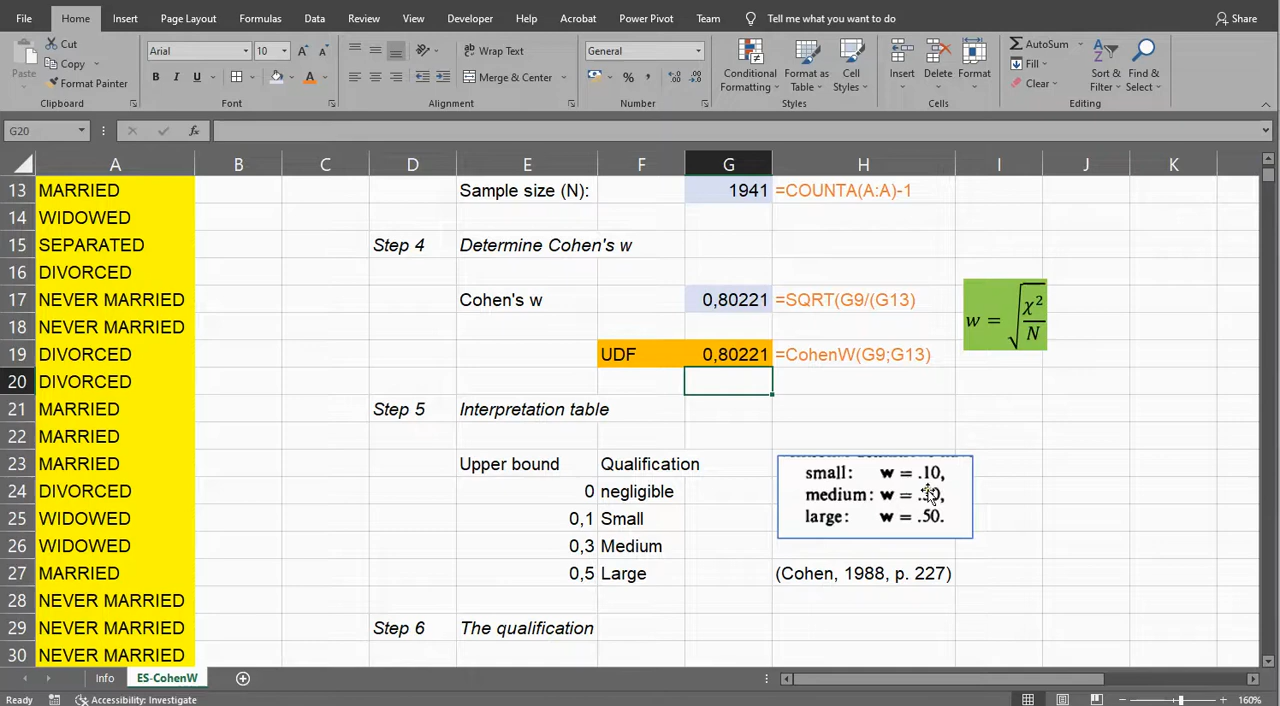 File Home Insert Page Layout Formulas Data Review View Developer Help Acrobat Power Pivot Team Tell me what you want to do Share
Paste
Cut
Copy
Format Painter
Clipboard
Arial 10
B I U
Font
Wrap Text
Merge & Center
Alignment
General
Number
Conditional Formatting
Format as Table
Cell Styles
Styles
Insert
Delete
Format
Cells
AutoSum
Fill
Clear
Sort & Filter
Find & Select
Editing
G20 fx
A B C D E F G H I J K
13 MARRIED Sample size (N): 1941 =COUNTA(A:A)-1
14 WIDOWED
15 SEPARATED Step 4 Determine Cohen's w
16 DIVORCED
17 NEVER MARRIED Cohen's w 0,80221 =SQRT(G9/(G13)
w = √χ²/N
18 NEVER MARRIED
19 DIVORCED UDF 0,80221 =CohenW(G9;G13)
20 DIVORCED
21 MARRIED Step 5 Interpretation table
22 MARRIED
23 MARRIED Upper bound Qualification
small: w = .10,
24 DIVORCED 0 negligible
medium: w =
25 WIDOWED 0,1 Small
large: w = .50.
26 WIDOWED 0,3 Medium
27 MARRIED 0,5 Large (Cohen, 1988, p. 227)
28 NEVER MARRIED
29 NEVER MARRIED Step 6 The qualification
30 NEVER MARRIED
Info ES-CohenW
Ready Accessibility: Investigate 160%